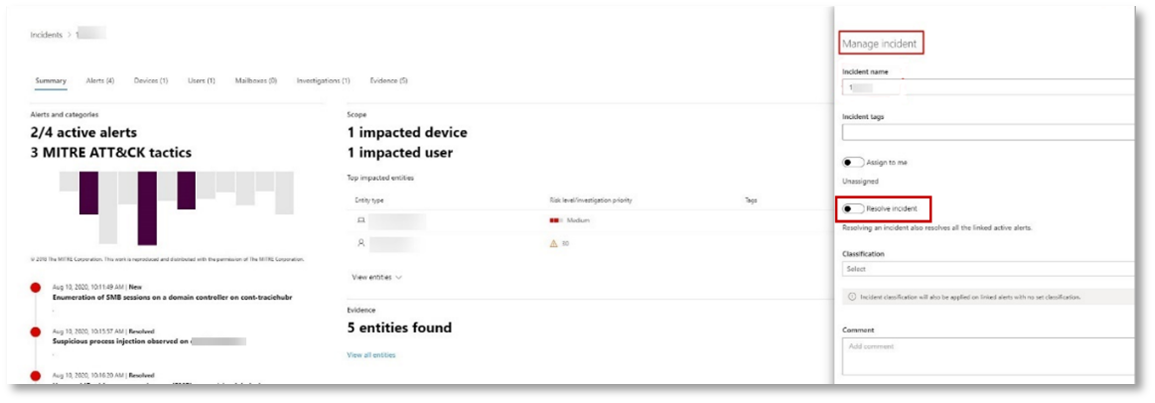 Incidents > 1
Summary Alerts (4) Devices (1) Users (1) Mailboxes (0) Investigations (1) Evidence (5)
Alerts and categories
2/4 active alerts
3 MITRE ATT&CK tactics
© 2018 The MITRE Corporation. This work is reproduced and distributed with the permission of The MITRE Corporation.
Aug 10, 2020, 10:11:49 AM | New
Enumeration of SMB sessions on a domain controller on cont-traciehubr
Aug 10, 2020, 10:15:57 AM | Resolved
Suspicious process injection observed on
Aug 10, 2020, 10:16:20 AM | Resolved
Scope
1 impacted device
1 impacted user
Top impacted entities
Entity type Risk level/investigation priority Tags
Medium
80
View entities
Evidence
5 entities found
View all entities
Manage incident
Incident name
1
Incident tags
Assign to me
Unassigned
Resolve incident
Resolving an incident also resolves all the linked active alerts.
Classification
Select
Incident classification will also be applied on linked alerts with no set classification.
Comment
Add comment